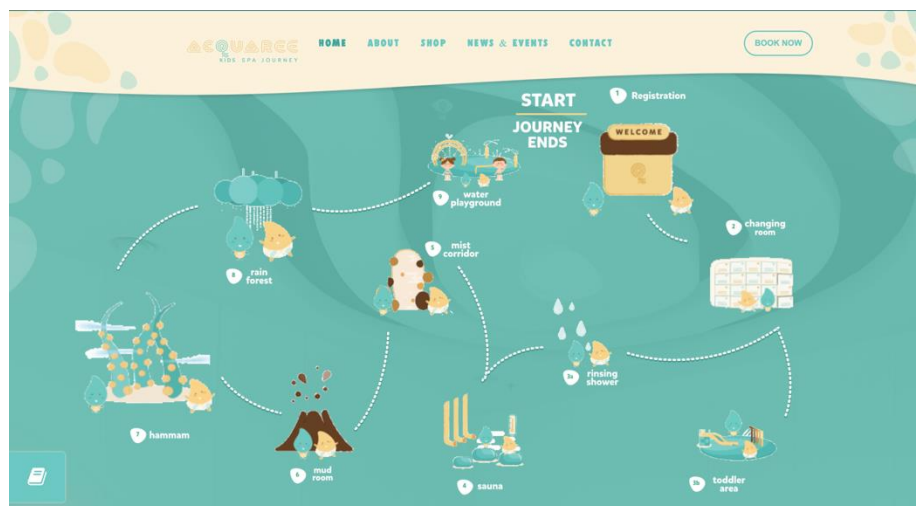 ACQUAREE
KIDS SPA JOURNEY
HOME ABOUT SHOP NEWS & EVENTS CONTACT
BOOK NOW
START
JOURNEY
ENDS
1 Registration
WELCOME
2 changing
room
9 water
playground
5 mist
corridor
8 rain
forest
3a rinsing
shower
7 hammam
6 mud
room
4 sauna
3b toddler
area